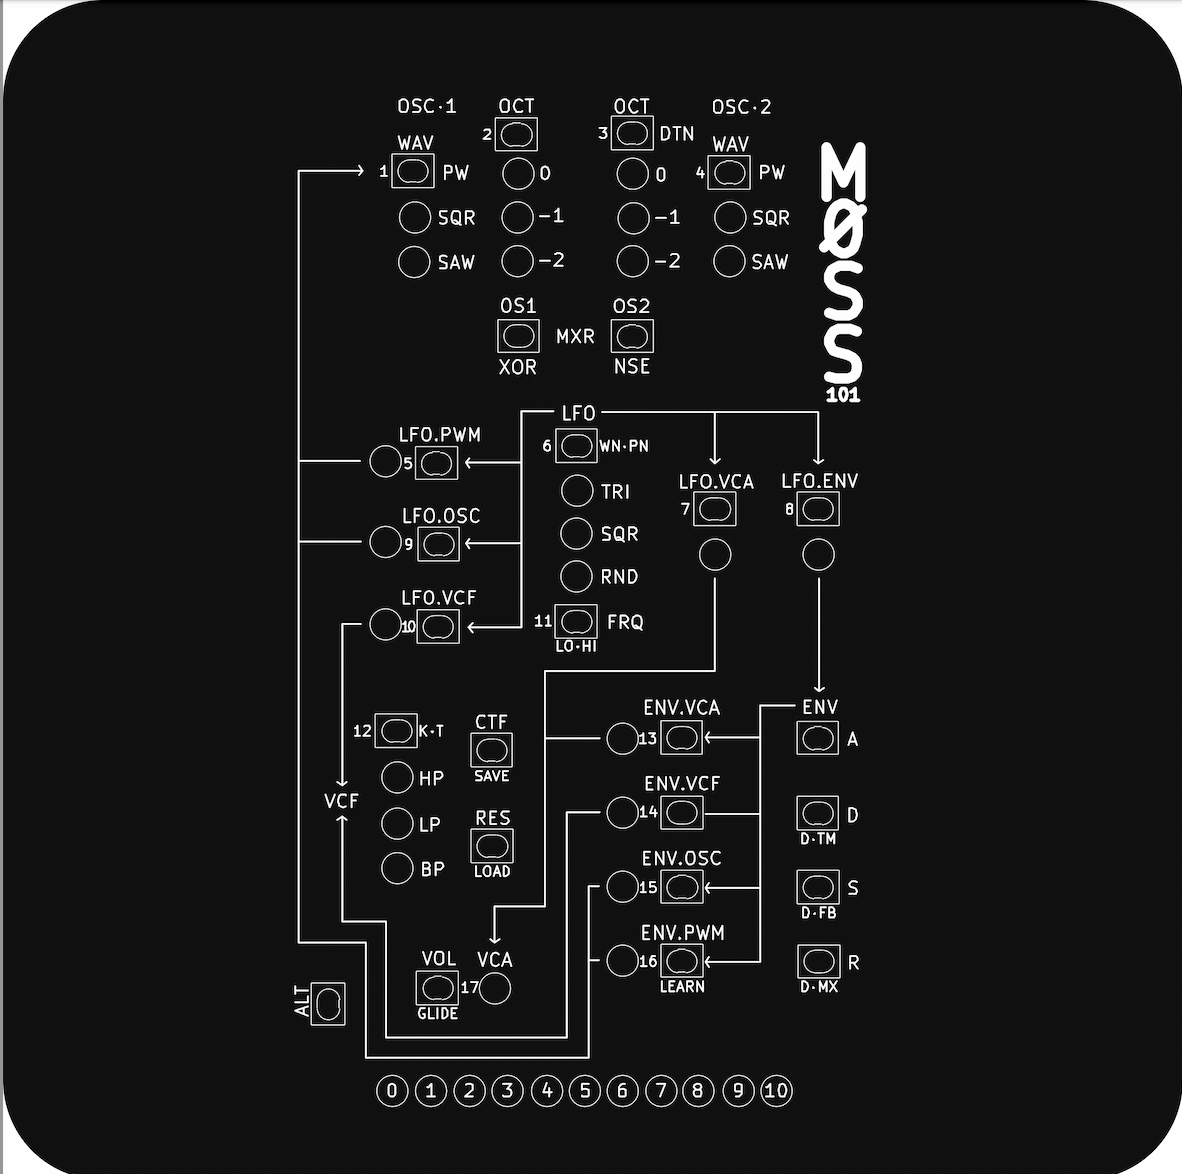 OSC·1 OCT OCT OSC·2
2 3 DTN
WAV WAV
1 PW 0 0 4 PW
SQR -1 -1 SQR
SAW -2 -2 SAW
MØSS
101
OS1 OS2
MXR
XOR NSE
LFO
LFO.PWM 6 WN·PN
5
LFO.VCA LFO.ENV
TRI
7 8
LFO.OSC
SQR
9
RND
LFO.VCF
10 11 FRQ
LO·HI
ENV.VCA ENV
12 K·T CTF 13 A
SAVE
HP
ENV.VCF
VCF 14 D
RES LP D·TM
BP LOAD
ENV.OSC
15 S
D·FB
ENV.PWM
VOL VCA 16 R
LEARN D·MX
17
GLIDE
ALT
0 1 2 3 4 5 6 7 8 9 10